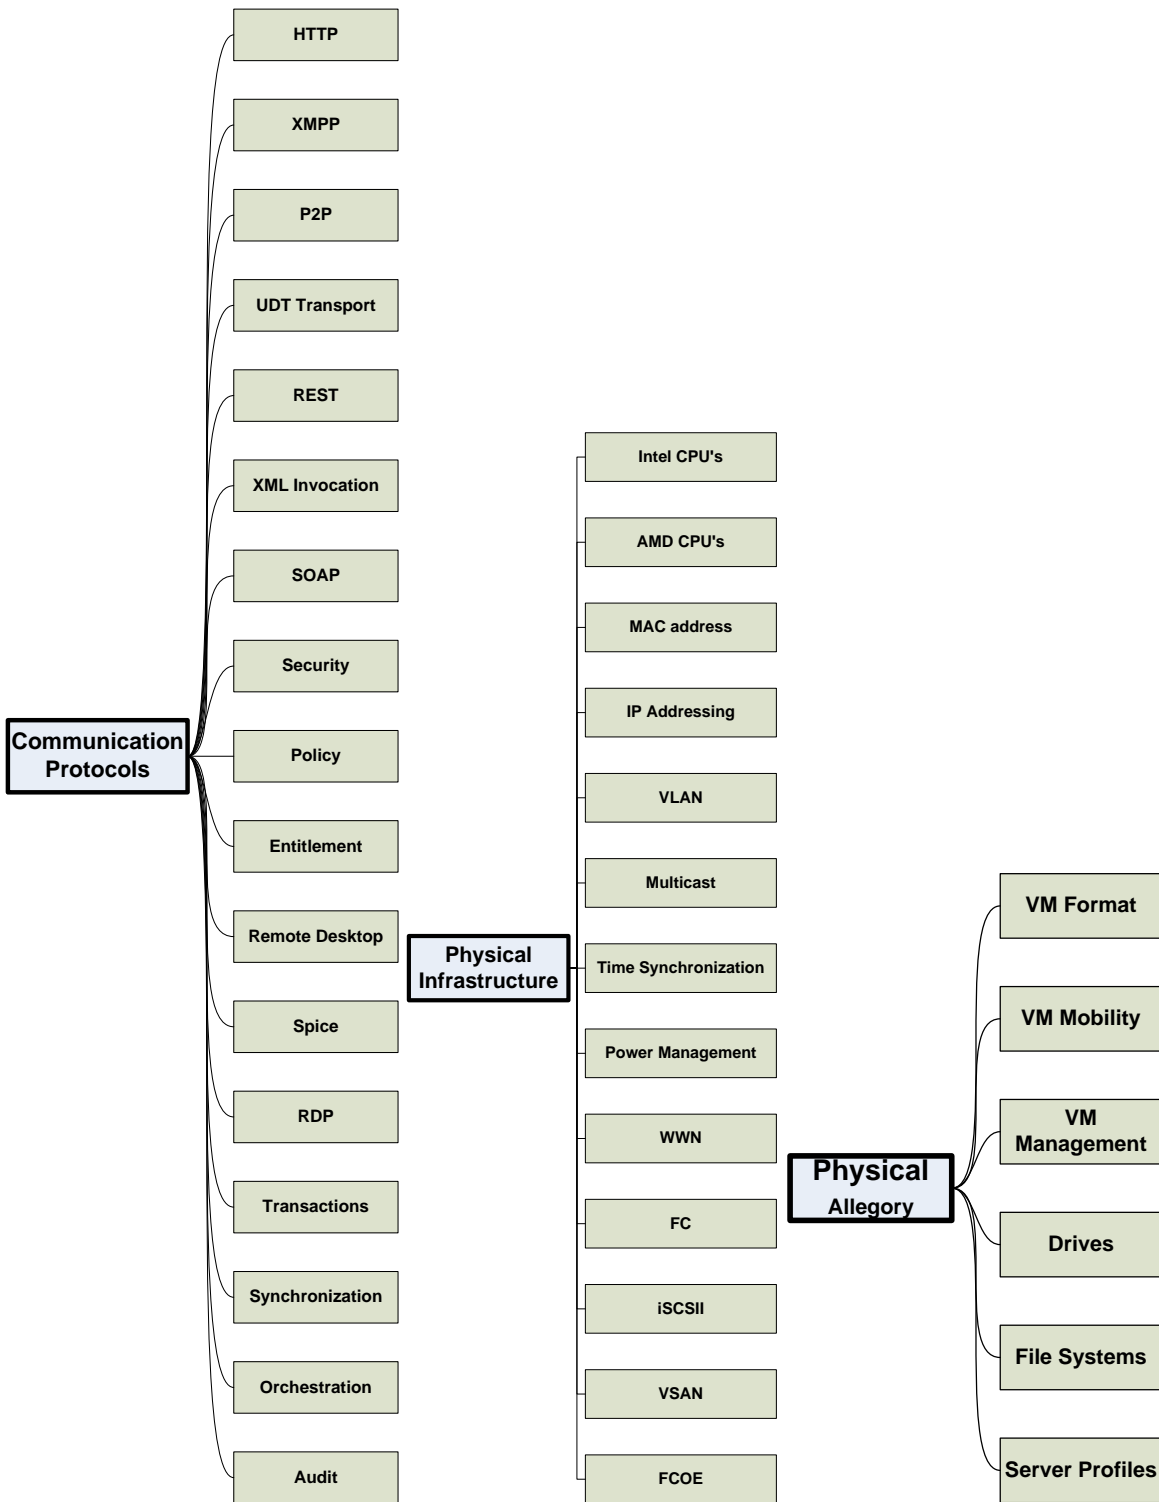 Communication
Protocols
HTTP
XMPP
P2P
UDT Transport
REST
XML Invocation
SOAP
Security
Policy
Entitlement
Remote Desktop
Spice
RDP
Transactions
Synchronization
Orchestration
Audit
Physical
Infrastructure
Intel CPU's
AMD CPU's
MAC address
IP Addressing
VLAN
Multicast
Time Synchronization
Power Management
WWN
FC
iSCSII
VSAN
FCOE
Physical
Allegory
VM Format
VM Mobility
VM
Management
Drives
File Systems
Server Profiles